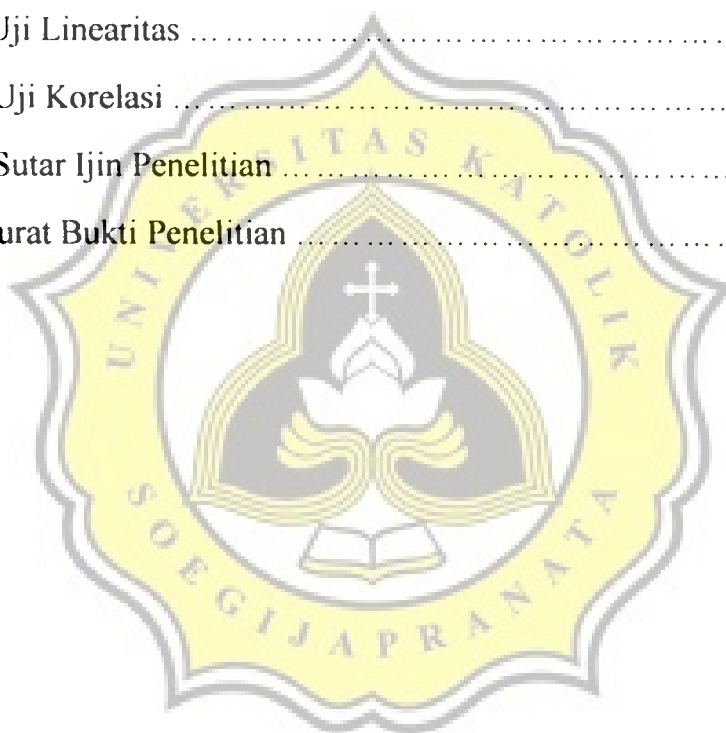 Uji Linearitas ……………………………………
Uji Korelasi ……………………………………
Sutar Ijin Penelitian ……………………………………
urat Bukti Penelitian ……………………………………
UNIVERSITAS KATOLIK
SOEGIJAPRANATA